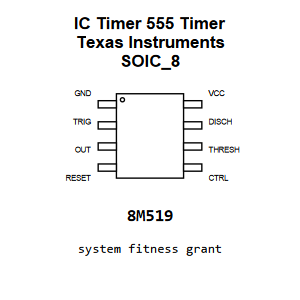 IC Timer 555 Timer
Texas Instruments
SOIC_8
GND VCC
TRIG DISCH
OUT THRESH
RESET CTRL
8M519
system fitness grant